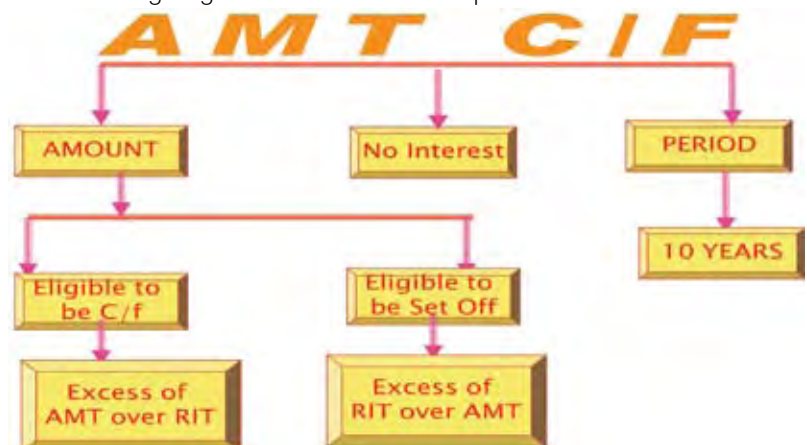 AMT C/F
AMOUNT
No Interest
PERIOD
10 YEARS
Eligible to
be C/f
Eligible to
be Set Off
Excess of
AMT over RIT
Excess of
RIT over AMT